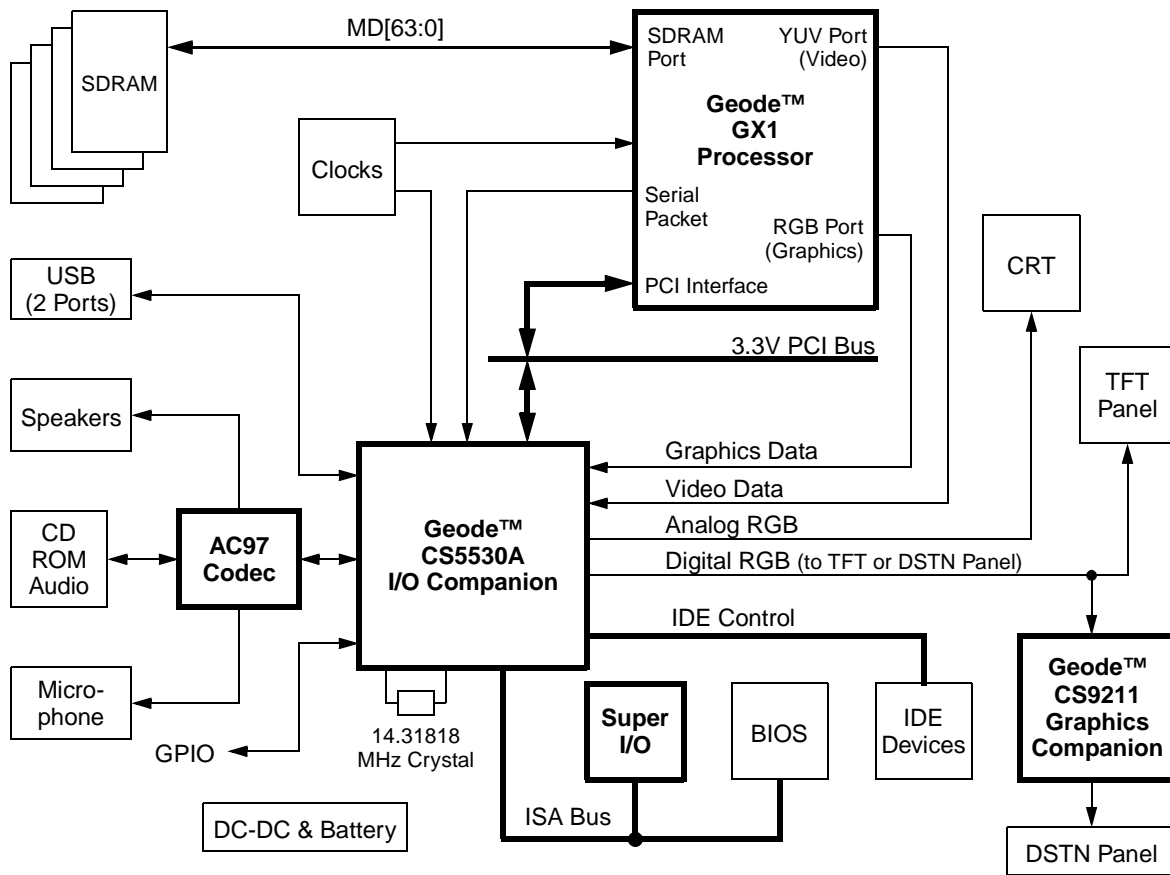 MD[63:0]
SDRAM
SDRAM
Port
YUV Port
(Video)
Geode™
GX1
Processor
Clocks
Serial
Packet
RGB Port
(Graphics)
PCI Interface
CRT
USB
(2 Ports)
3.3V PCI Bus
TFT
Panel
Speakers
Graphics Data
Video Data
Analog RGB
Digital RGB (to TFT or DSTN Panel)
CD
ROM
Audio
AC97
Codec
Geode™
CS5530A
I/O Companion
IDE Control
Micro-
phone
GPIO
14.31818
MHz Crystal
Super
I/O
BIOS
IDE
Devices
Geode™
CS9211
Graphics
Companion
DC-DC & Battery
ISA Bus
DSTN Panel